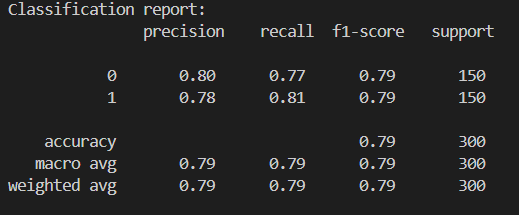 Classification report:
precision recall f1-score support
0 0.80 0.77 0.79 150
1 0.78 0.81 0.79 150
accuracy 0.79 300
macro avg 0.79 0.79 0.79 300
weighted avg 0.79 0.79 0.79 300